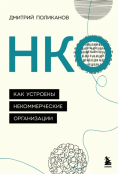 ДМИТРИЙ ПОЛИКАНОВ
НКО
КАК УСТРОЕНЫ
НЕКОММЕРЧЕСКИЕ
ОРГАНИЗАЦИИ